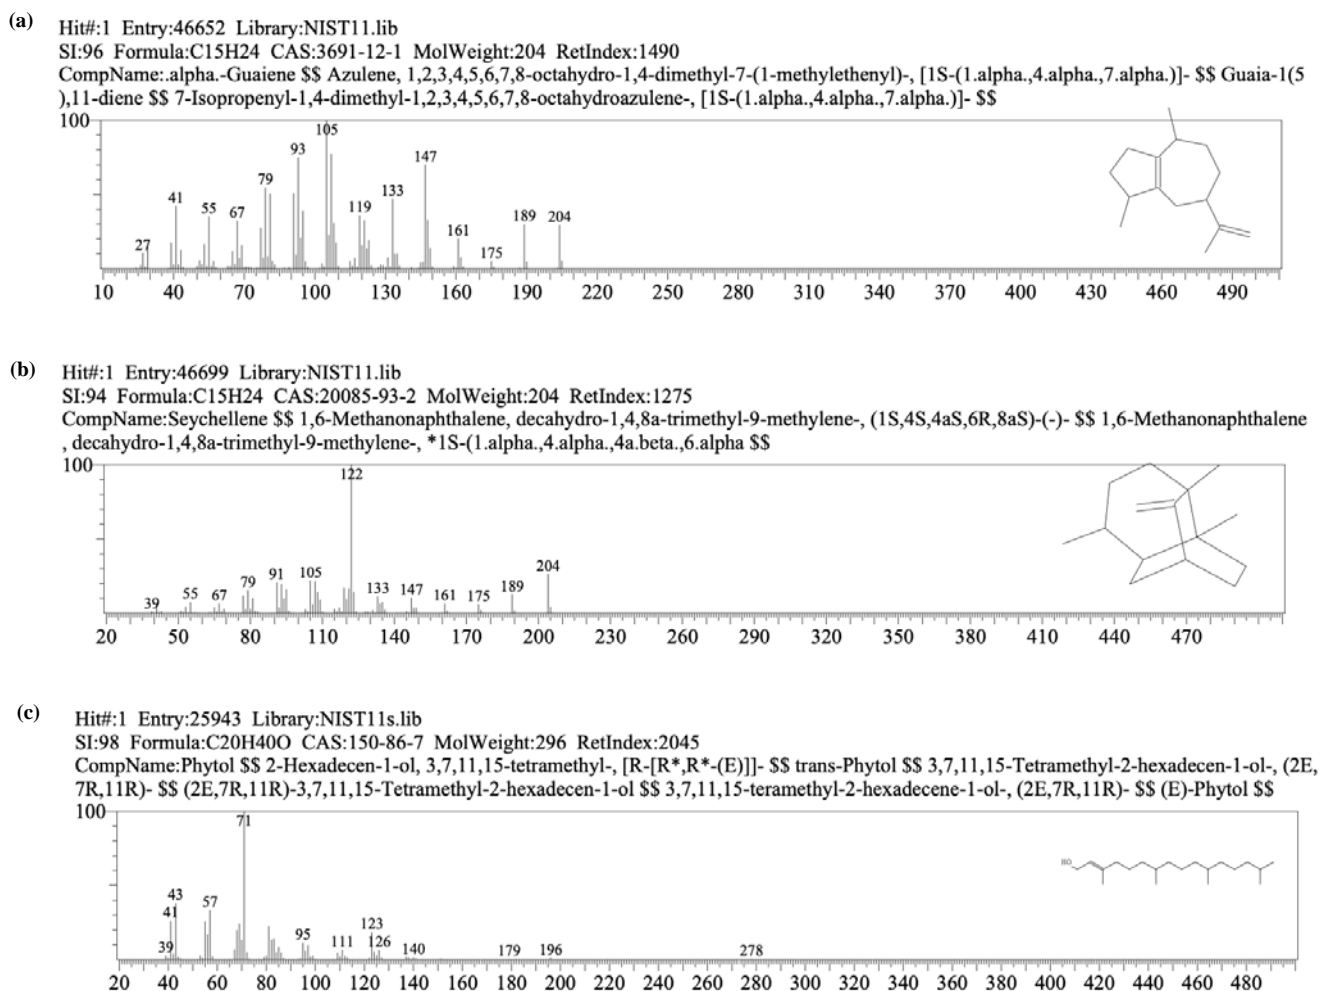 (a)
Hit#:1 Entry:46652 Library:NIST11.lib
SI:96 Formula:C15H24 CAS:3691-12-1 MolWeight:204 RetIndex:1490
CompName:.alpha.-Guaiene $$ Azulene, 1,2,3,4,5,6,7,8-octahydro-1,4-dimethyl-7-(1-methylethenyl)-, [1S-(1.alpha.,4.alpha.,7.alpha.)]- $$ Guaia-1(5
),11-diene $$ 7-Isopropenyl-1,4-dimethyl-1,2,3,4,5,6,7,8-octahydroazulene-, [1S-(1.alpha.,4.alpha.,7.alpha.)]- $$
100
27 41 55 67 79 93 105 119 133 147 161 175 189 204
10 40 70 100 130 160 190 220 250 280 310 340 370 400 430 460 490
(b)
Hit#:1 Entry:46699 Library:NIST11.lib
SI:94 Formula:C15H24 CAS:20085-93-2 MolWeight:204 RetIndex:1275
CompName:Seychellene $$ 1,6-Methanonaphthalene, decahydro-1,4,8a-trimethyl-9-methylene-, (1S,4S,4aS,6R,8aS)-(-)- $$ 1,6-Methanonaphthalene
, decahydro-1,4,8a-trimethyl-9-methylene-, *1S-(1.alpha.,4.alpha.,4a.beta.,6.alpha $$
100
39 55 67 79 91 105 122 133 147 161 175 189 204
20 50 80 110 140 170 200 230 260 290 320 350 380 410 440 470
(c)
Hit#:1 Entry:25943 Library:NIST11s.lib
SI:98 Formula:C20H40O CAS:150-86-7 MolWeight:296 RetIndex:2045
CompName:Phytol $$ 2-Hexadecen-1-ol, 3,7,11,15-tetramethyl-, [R-[R*,R*-(E)]]- $$ trans-Phytol $$ 3,7,11,15-Tetramethyl-2-hexadecen-1-ol-, (2E,
7R,11R)- $$ (2E,7R,11R)-3,7,11,15-Tetramethyl-2-hexadecen-1-ol $$ 3,7,11,15-teramethyl-2-hexadecene-1-ol-, (2E,7R,11R)- $$ (E)-Phytol $$
100
39 41 43 57 71 95 111 123 126 140 179 196 278
HO
20 40 60 80 100 120 140 160 180 200 220 240 260 280 300 320 340 360 380 400 420 440 460 480